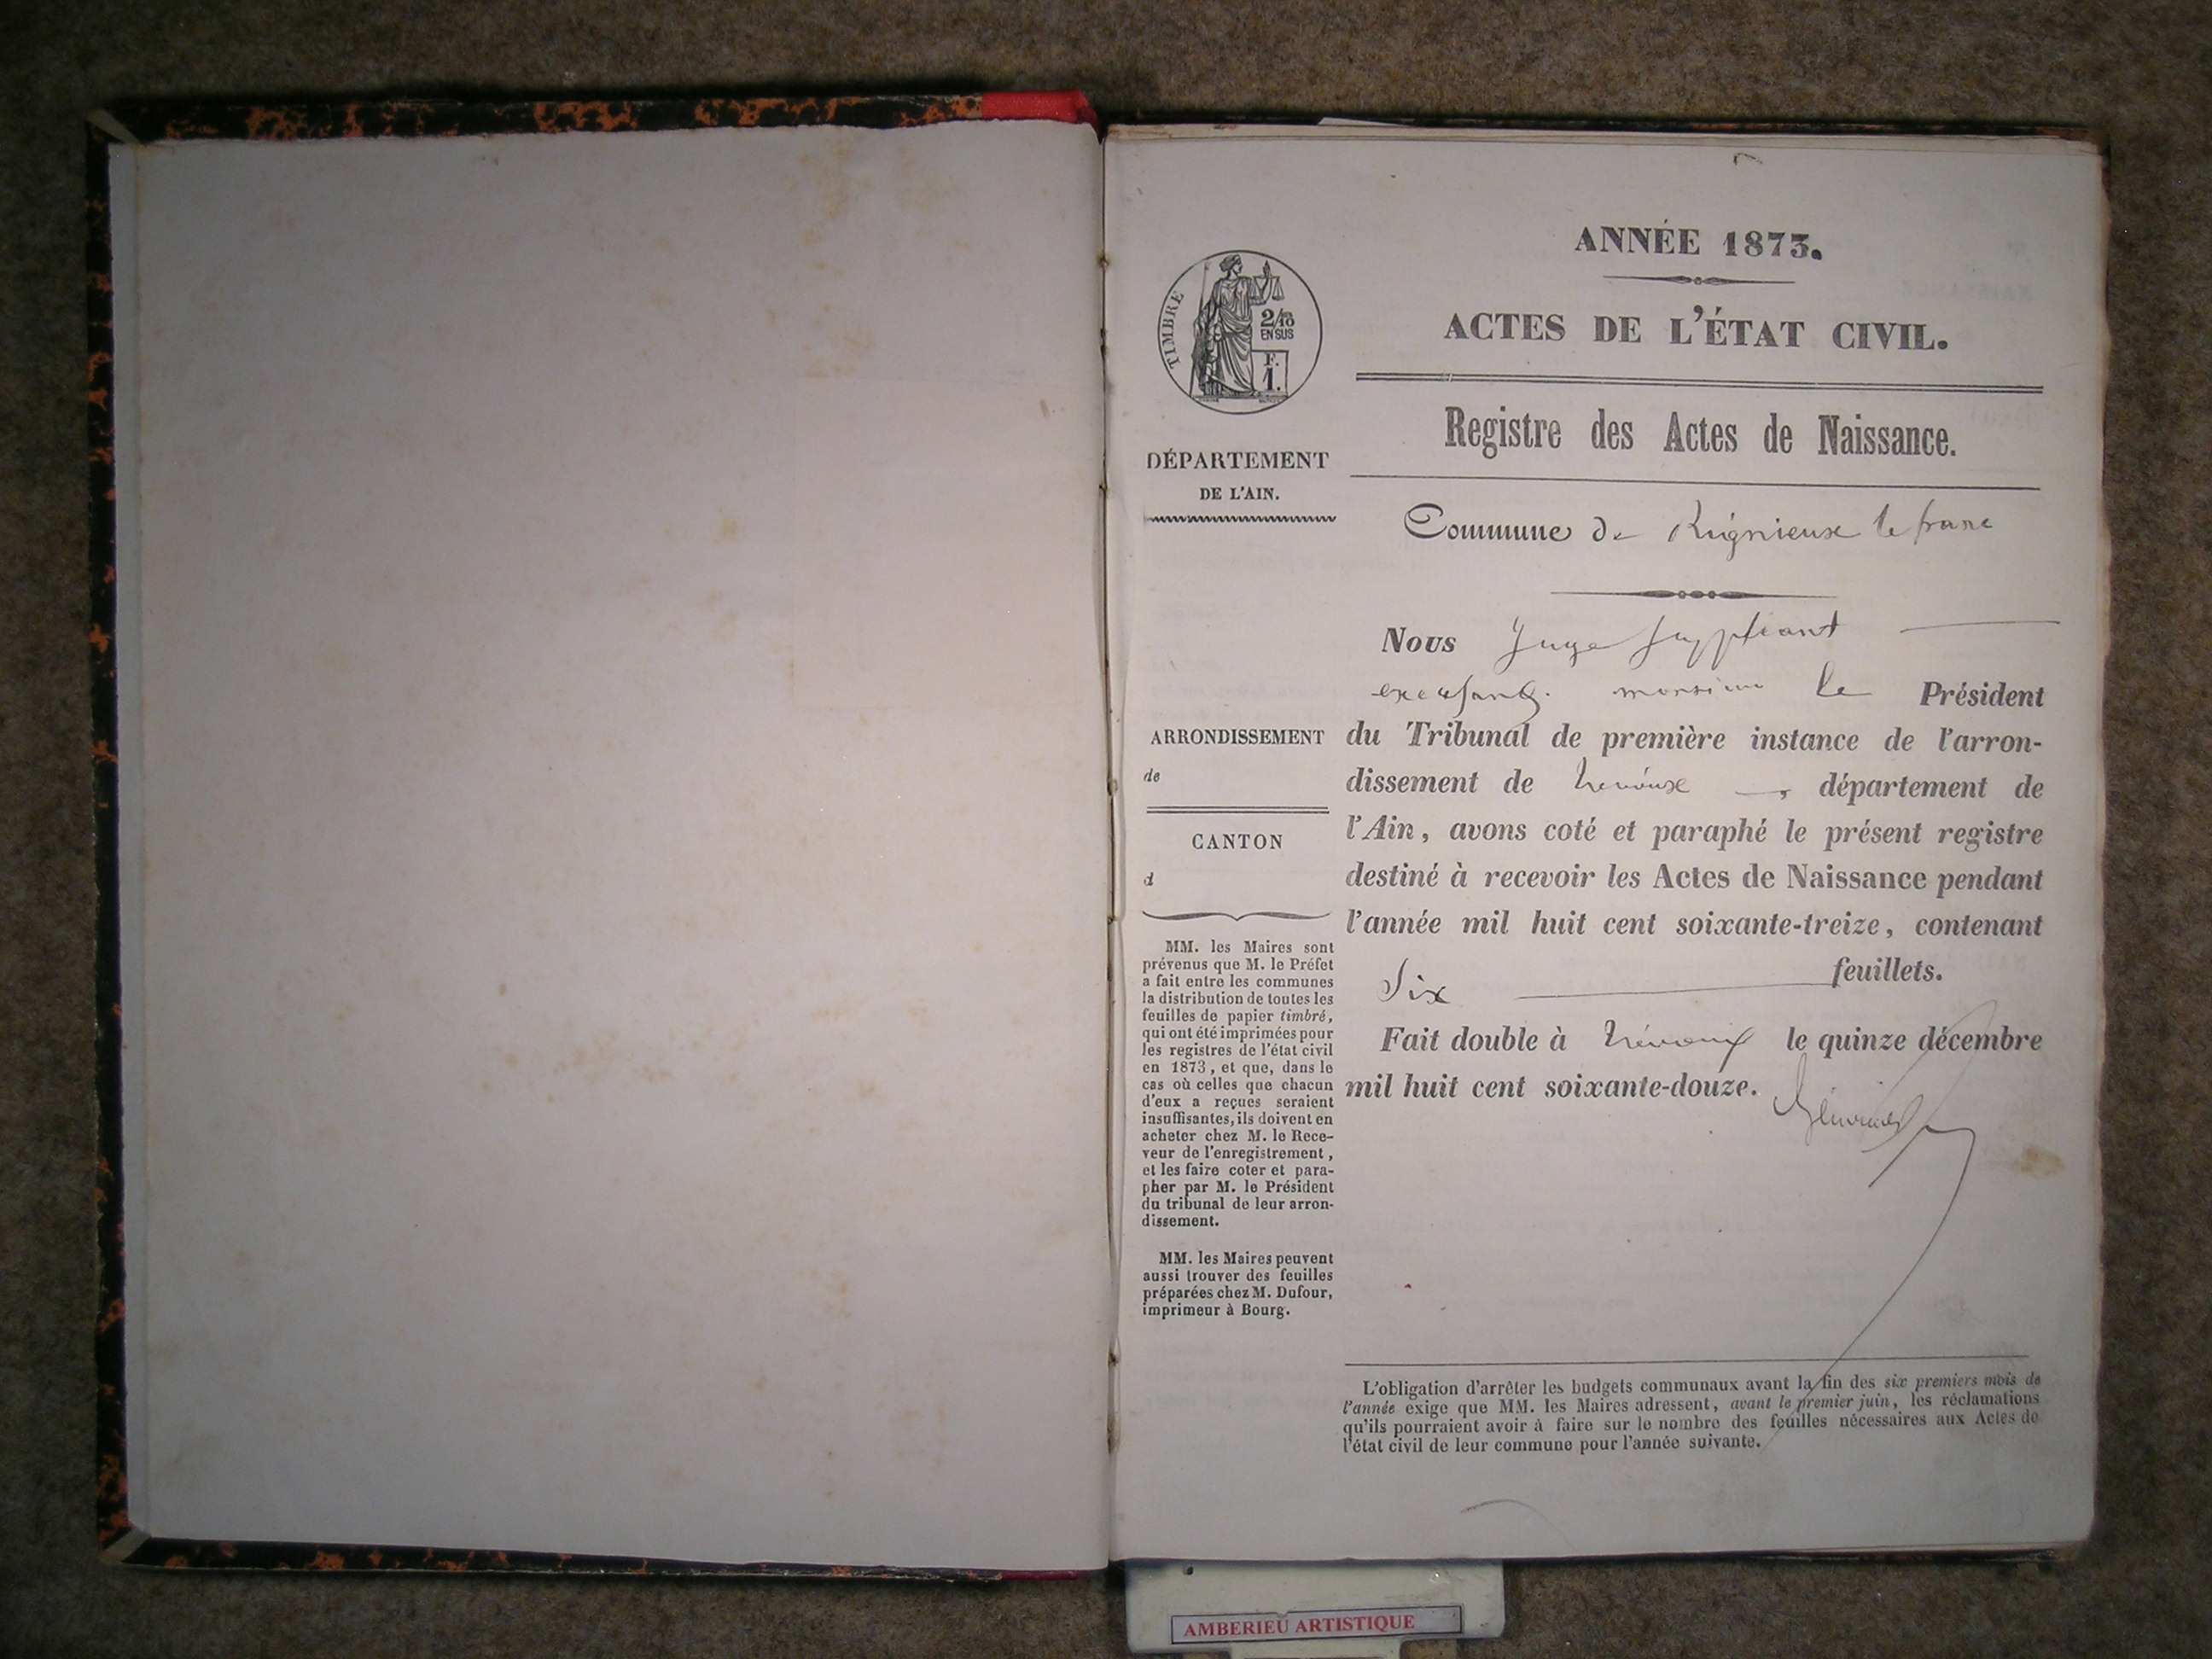 ANNÉE 1873.
ACTES DE L'ÉTAT CIVIL.
Registre des Actes de Naissance.
Commune de Rignieux le franc
TIMBRE
2/10
EN SUS
F.
1.
DÉPARTEMENT
DE L'AIN.
ARRONDISSEMENT
de
CANTON
d
MM. les Maires sont
prévenus que M. le Préfet
a fait entre les communes
la distribution de toutes les
feuilles de papier timbré,
qui ont été imprimées pour
les registres de l'état civil
en 1873, et que, dans le
cas où celles que chacun
d'eux a reçues seraient
insuffisantes, ils doivent en
acheter chez M. le Rece-
veur de l'enregistrement,
et les faire coter et para-
pher par M. le Président
du tribunal de leur arron-
dissement.
MM. les Maires peuvent
aussi trouver des feuilles
préparées chez M. Dufour,
imprimeur à Bourg.
Nous Juge Suppléant
monsieur le Président
du Tribunal de première instance de l'arron-
dissement de Trévoux, département de
l'Ain, avons coté et paraphé le présent registre
destiné à recevoir les Actes de Naissance pendant
l'année mil huit cent soixante-treize, contenant
Six feuillets.
Fait double à Trévoux le quinze décembre
mil huit cent soixante-douze.
L'obligation d'arrêter les budgets communaux avant la fin des six premiers mois de
l'année exige que MM. les Maires adressent, avant le premier juin, les réclamations
qu'ils pourraient avoir à faire sur le nombre des feuilles nécessaires aux Actes de
l'état civil de leur commune pour l'année suivante.
AMBERIEU ARTISTIQUE